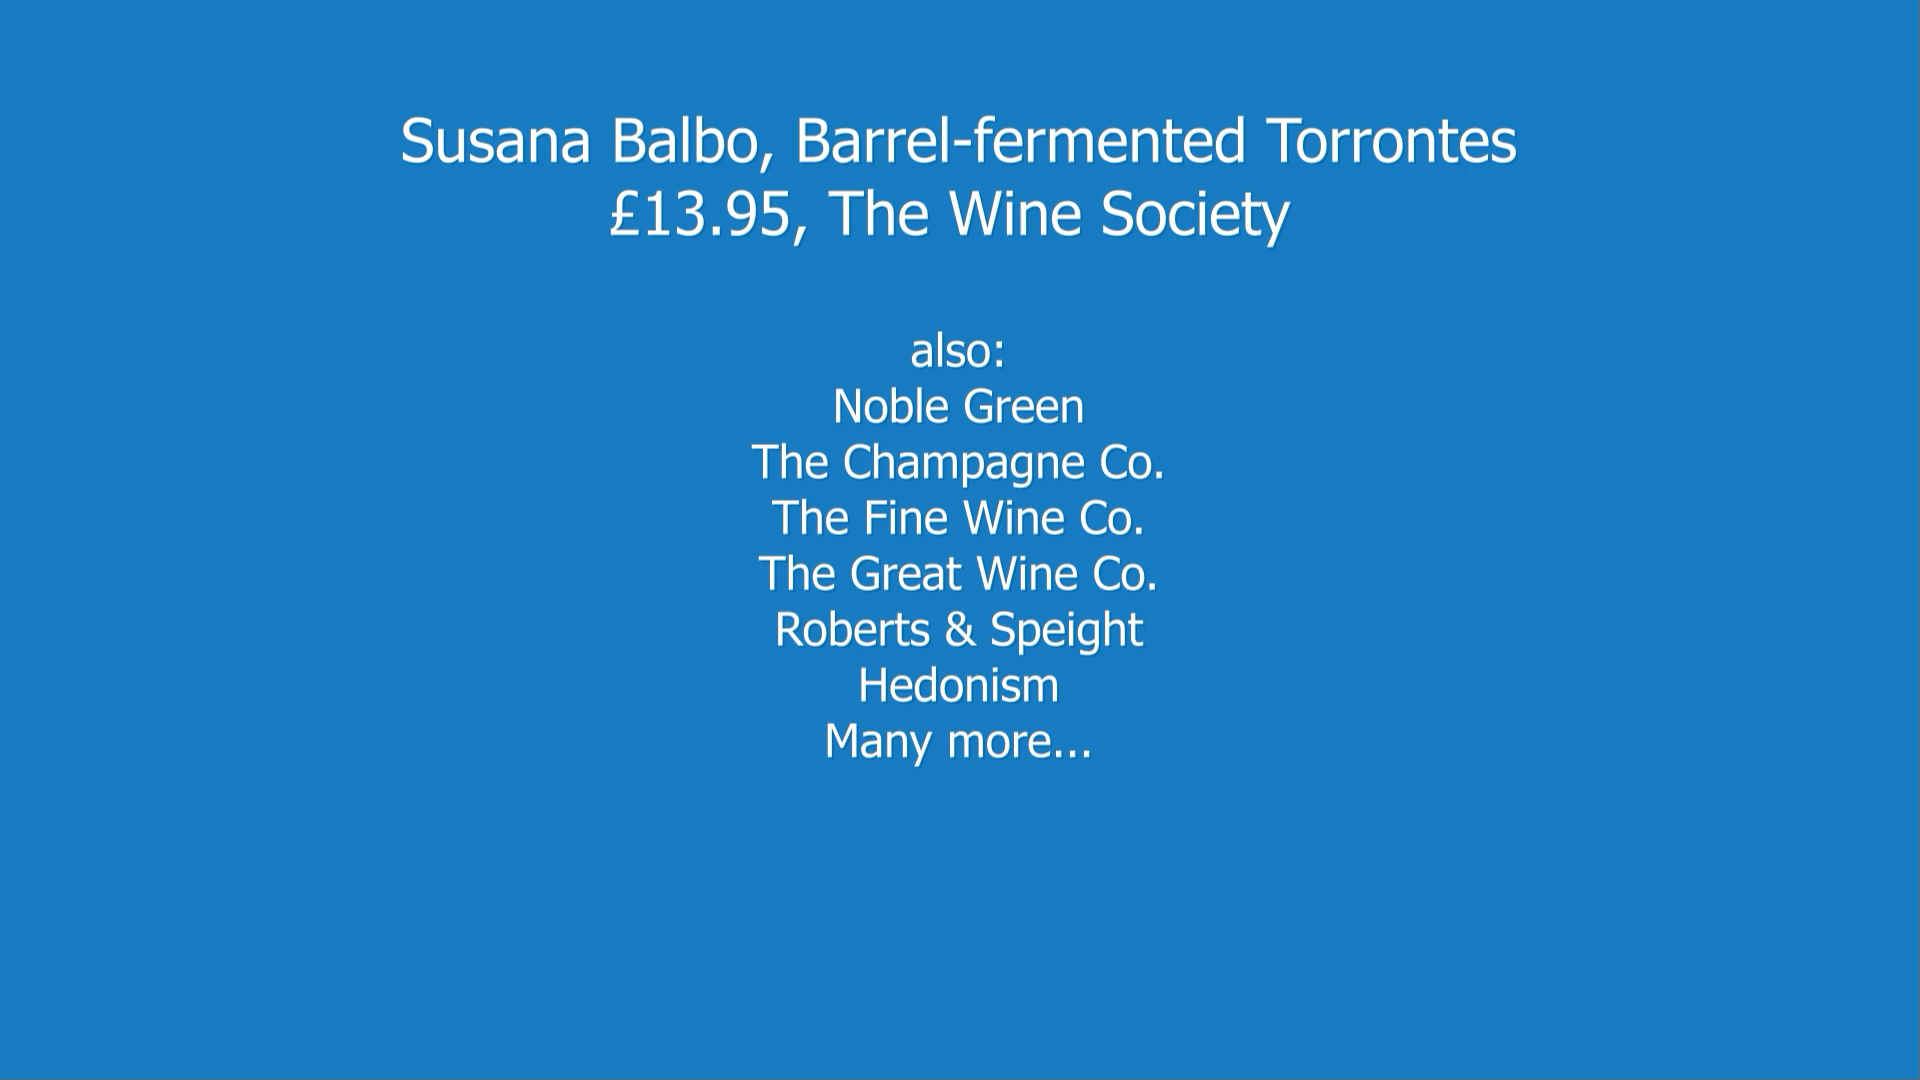 Susana Balbo, Barrel-fermented Torrontes
£13.95, The Wine Society
also:
Noble Green
The Champagne Co.
The Fine Wine Co.
The Great Wine Co.
Roberts & Speight
Hedonism
Many more...